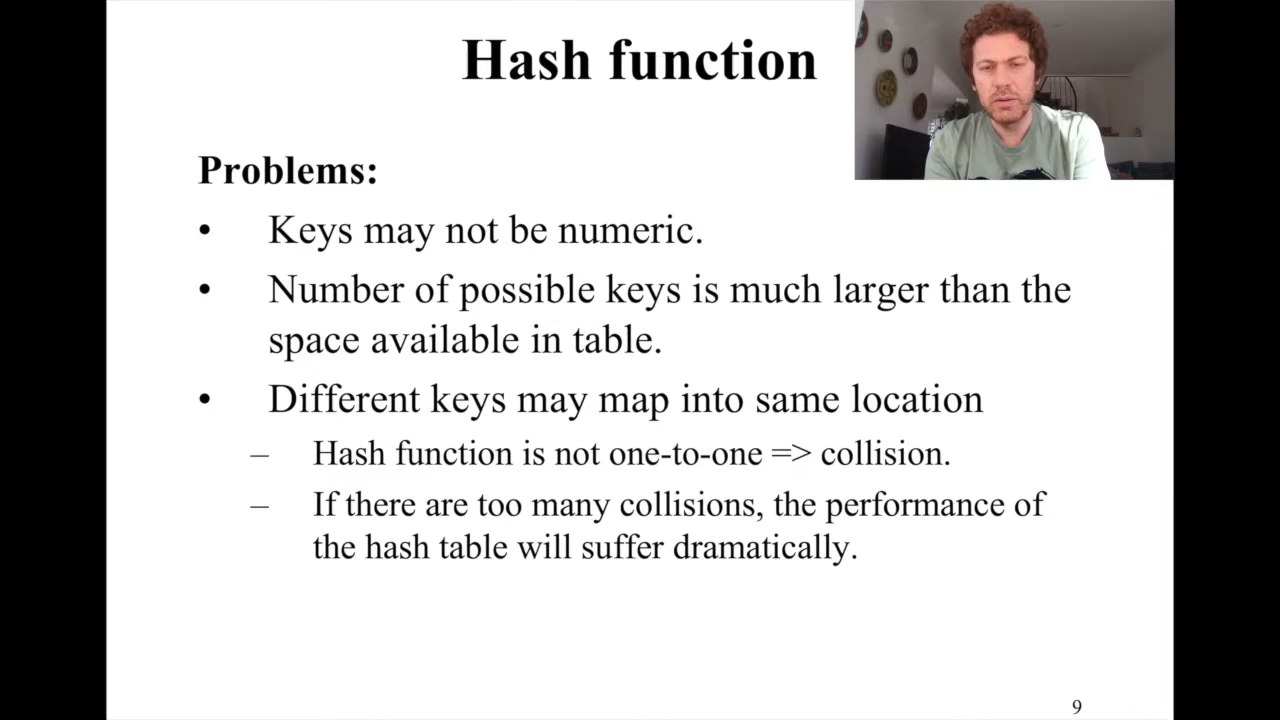 Hash function
Problems:
• Keys may not be numeric.
• Number of possible keys is much larger than the
space available in table.
• Different keys may map into same location
– Hash function is not one-to-one => collision.
– If there are too many collisions, the performance of
the hash table will suffer dramatically.
9